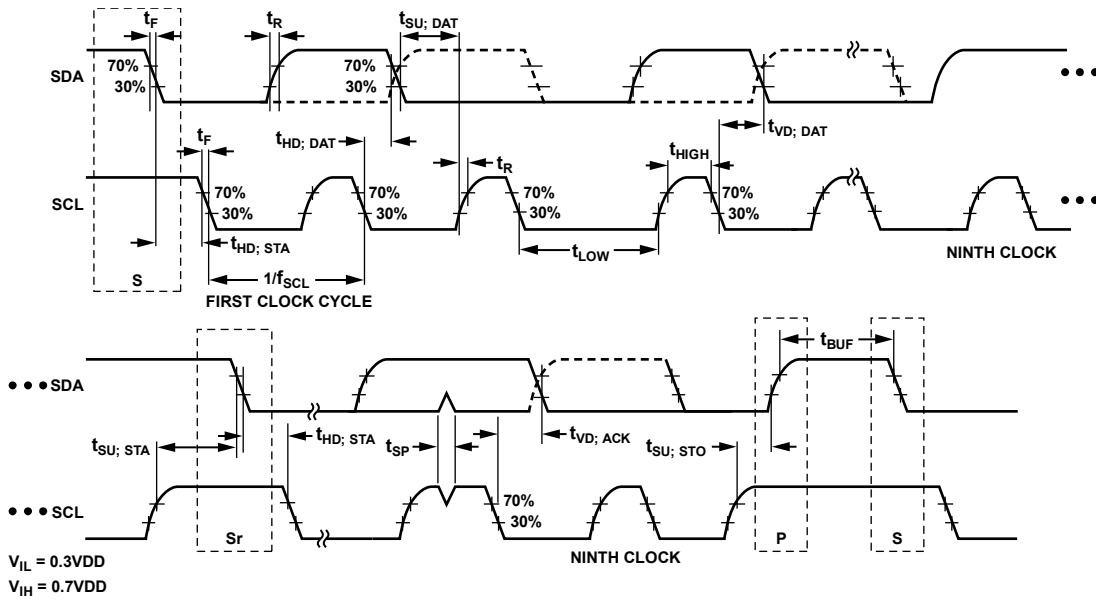 tF tR tSU; DAT
SDA 70% 30% 70% 30% •••
tF tHD; DAT tR tHIGH tVD; DAT
SCL 70% 30% 70% 30% 70% 30% •••
tHD; STA tLOW NINTH CLOCK
S 1/fSCL
FIRST CLOCK CYCLE
tBUF
••• SDA
tSU; STA tHD; STA tSP tVD; ACK tSU; STO
••• SCL 70% 30%
Sr NINTH CLOCK P S
VIL = 0.3VDD
VIH = 0.7VDD